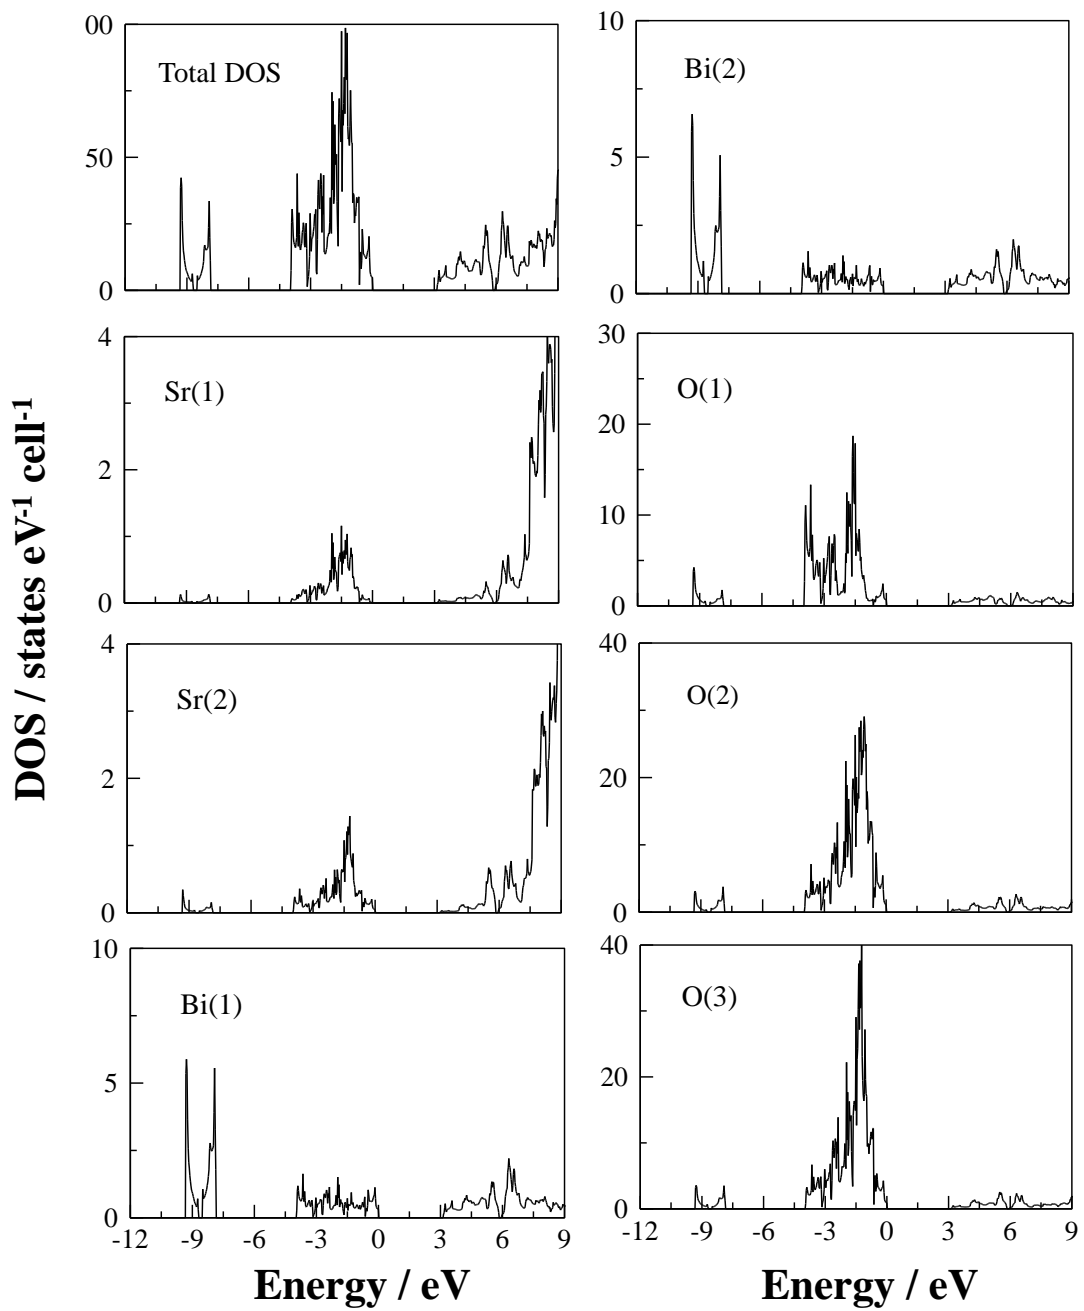 00
50
0
Total DOS
10
5
0
Bi(2)
4
2
0
Sr(1)
30
20
10
0
O(1)
4
2
0
Sr(2)
40
20
0
O(2)
10
5
0
Bi(1)
40
20
0
O(3)
-12 -9 -6 -3 0 3 6 9
-12 -9 -6 -3 0 3 6 9
Energy / eV
Energy / eV
DOS / states eV-1 cell-1